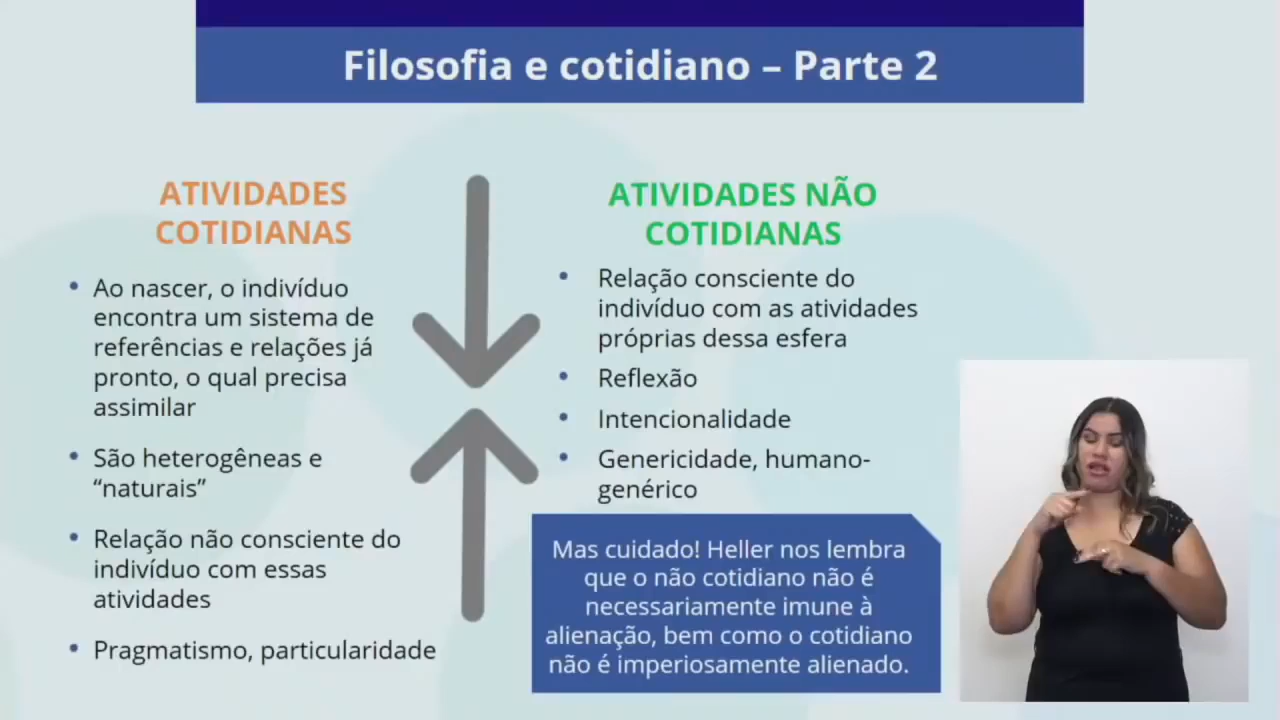 Filosofia e cotidiano – Parte 2
ATIVIDADES
COTIDIANAS
• Ao nascer, o indivíduo
encontra um sistema de
referências e relações já
pronto, o qual precisa
assimilar
• São heterogêneas e
“naturais”
• Relação não consciente do
indivíduo com essas
atividades
• Pragmatismo, particularidade
ATIVIDADES NÃO
COTIDIANAS
• Relação consciente do
indivíduo com as atividades
próprias dessa esfera
• Reflexão
• Intencionalidade
• Genericidade, humano-
genérico
Mas cuidado! Heller nos lembra
que o não cotidiano não é
necessariamente imune à
alienação, bem como o cotidiano
não é imperiosamente alienado.